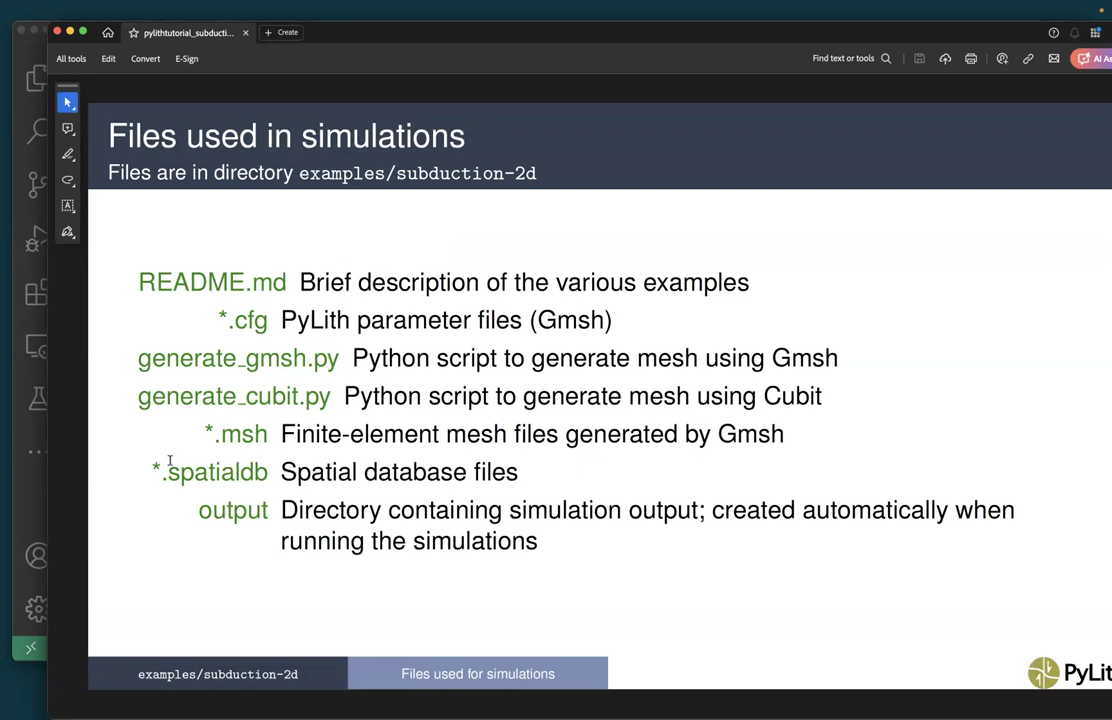 pylithtutorial_subducti...
Create
All tools
Edit
Convert
E-Sign
Find text or tools
AI As
Files used in simulations
Files are in directory examples/subduction-2d
README.md Brief description of the various examples
*.cfg PyLith parameter files (Gmsh)
generate_gmsh.py Python script to generate mesh using Gmsh
generate_cubit.py Python script to generate mesh using Cubit
*.msh Finite-element mesh files generated by Gmsh
*.spatialdb Spatial database files
output Directory containing simulation output; created automatically when
running the simulations
examples/subduction-2d
Files used for simulations
PyLit